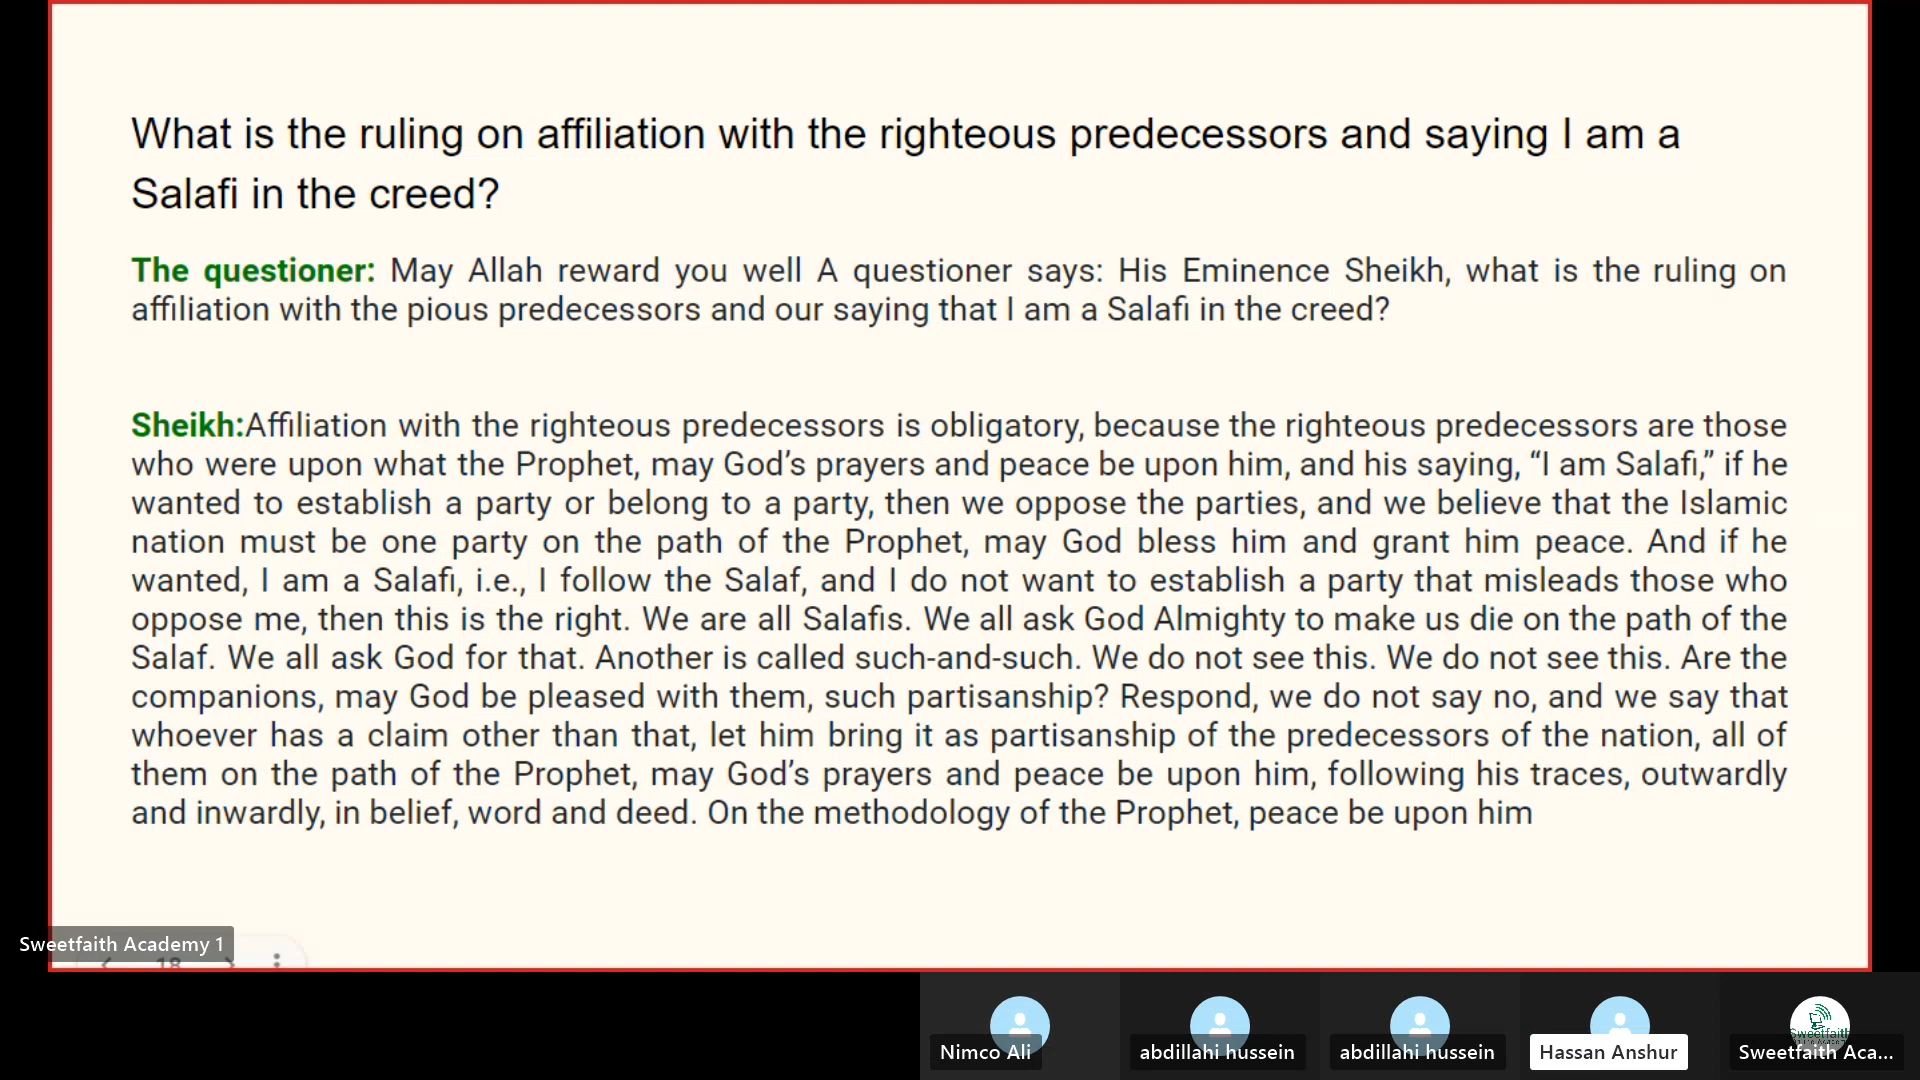 What is the ruling on affiliation with the righteous predecessors and saying I am a
Salafi in the creed?
The questioner: May Allah reward you well A questioner says: His Eminence Sheikh, what is the ruling on
affiliation with the pious predecessors and our saying that I am a Salafi in the creed?
Sheikh:Affiliation with the righteous predecessors is obligatory, because the righteous predecessors are those
who were upon what the Prophet, may God’s prayers and peace be upon him, and his saying, “I am Salafi,” if he
wanted to establish a party or belong to a party, then we oppose the parties, and we believe that the Islamic
nation must be one party on the path of the Prophet, may God bless him and grant him peace. And if he
wanted, I am a Salafi, i.e., I follow the Salaf, and I do not want to establish a party that misleads those who
oppose me, then this is the right. We are all Salafis. We all ask God Almighty to make us die on the path of the
Salaf. We all ask God for that. Another is called such-and-such. We do not see this. We do not see this. Are the
companions, may God be pleased with them, such partisanship? Respond, we do not say no, and we say that
whoever has a claim other than that, let him bring it as partisanship of the predecessors of the nation, all of
them on the path of the Prophet, may God’s prayers and peace be upon him, following his traces, outwardly
and inwardly, in belief, word and deed. On the methodology of the Prophet, peace be upon him
Sweetfaith Academy 1
18
Nimco Ali
abdillahi hussein
abdillahi hussein
Hassan Anshur
Sweetfaith
Sweetfaith Aca...